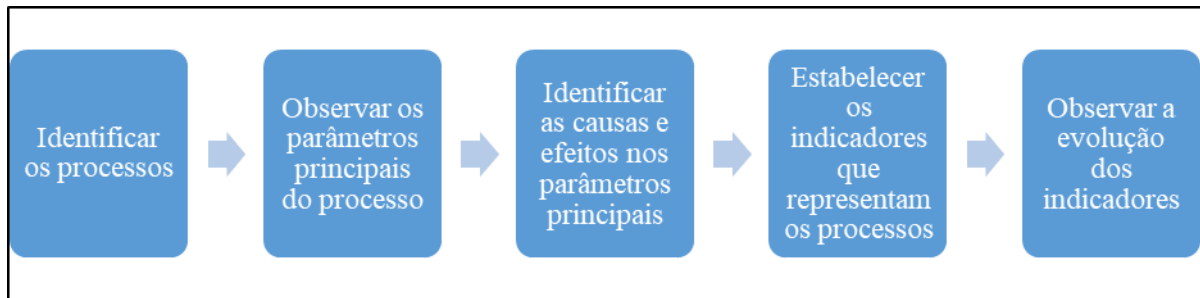 Identificar
os processos
Observar os
parâmetros
principais
do processo
Identificar
as causas e
efeitos nos
parâmetros
principais
Estabelecer
os
indicadores
que
representam
os processos
Observar a
evolução
dos
indicadores